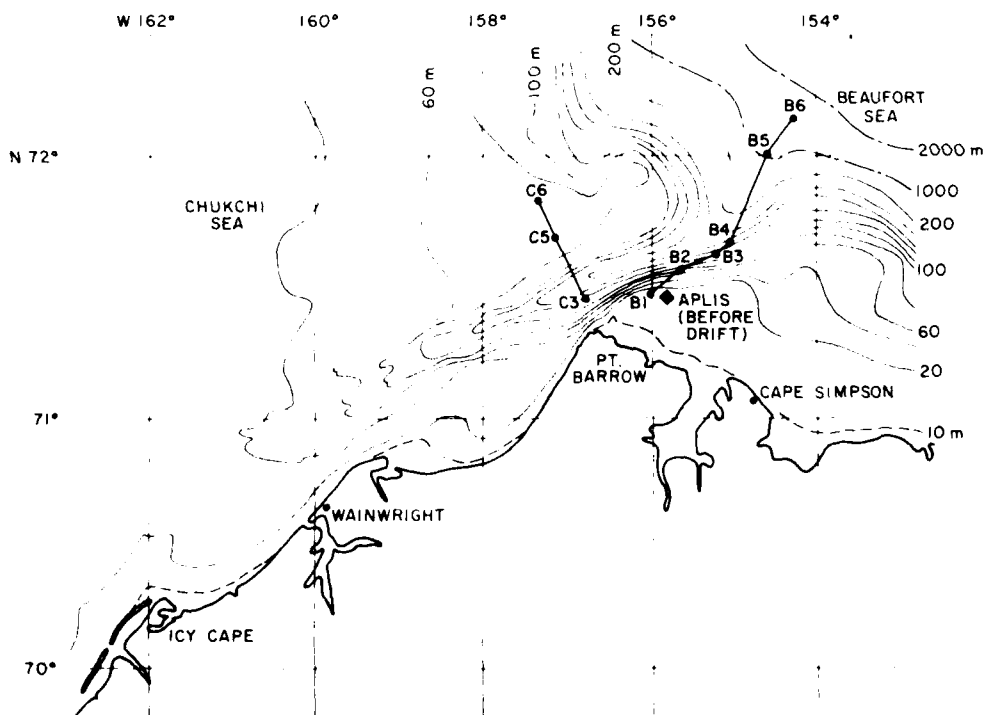 W 162°
160°
158°
156°
154°
60 m
100 m
200 m
B6
BEAUFORT
SEA
B5
2000 m
N 72°
1000
C6
CHUKCHI
SEA
200
C5
B4
B2
B3
100
C3
B1
APLIS
(BEFORE
DRIFT)
60
PT.
BARROW
20
CAPE SIMPSON
71°
10 m
WAINWRIGHT
ICY CAPE
70°